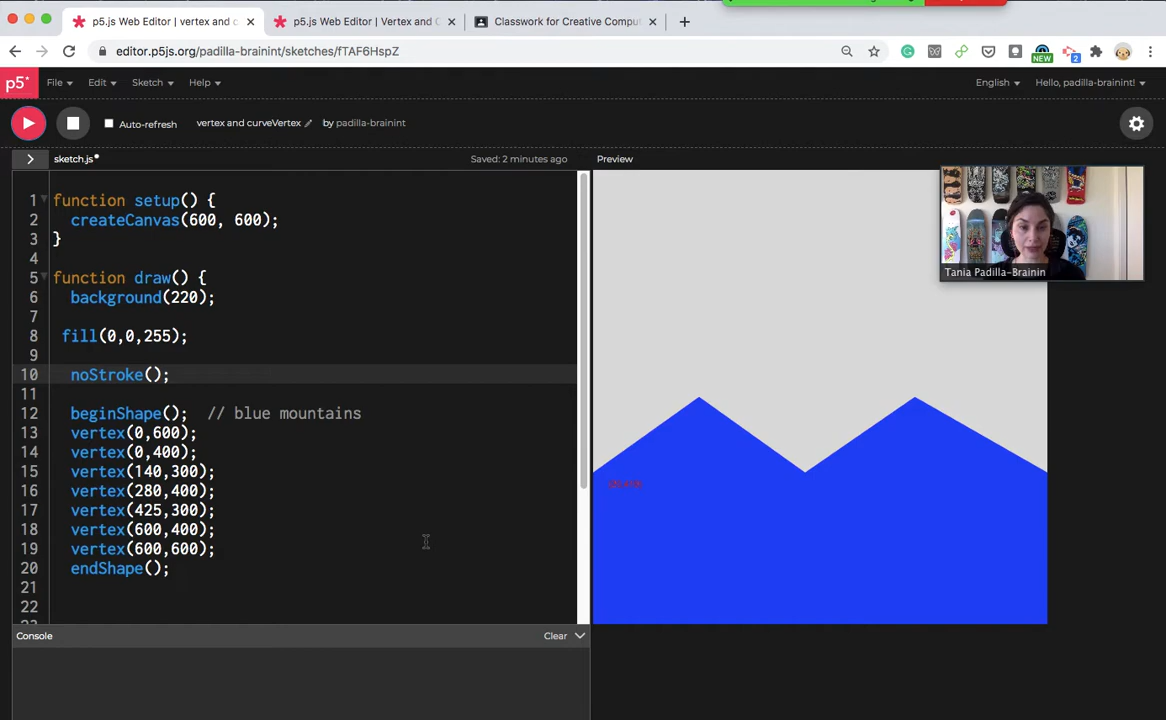 p5.js Web Editor | vertex and c
p5.js Web Editor | Vertex and C
Classwork for Creative Compu
editor.p5js.org/padilla-brainint/sketches/fTAF6HspZ
NEW
2
p5*
File
Edit
Sketch
Help
English
Hello, padilla-brainint!
Auto-refresh
vertex and curveVertex
by padilla-brainint
sketch.js
Saved: 2 minutes ago
Preview
1 function setup() {
2 createCanvas(600, 600);
3 }
4
5 function draw() {
6 background(220);
7
8 fill(0,0,255);
9
10 noStroke();
11
12 beginShape();  // blue mountains
13 vertex(0,600);
14 vertex(0,400);
15 vertex(140,300);
16 vertex(280,400);
17 vertex(425,300);
18 vertex(600,400);
19 vertex(600,600);
20 endShape();
21
22
Tania Padilla-Brainin
Console
Clear